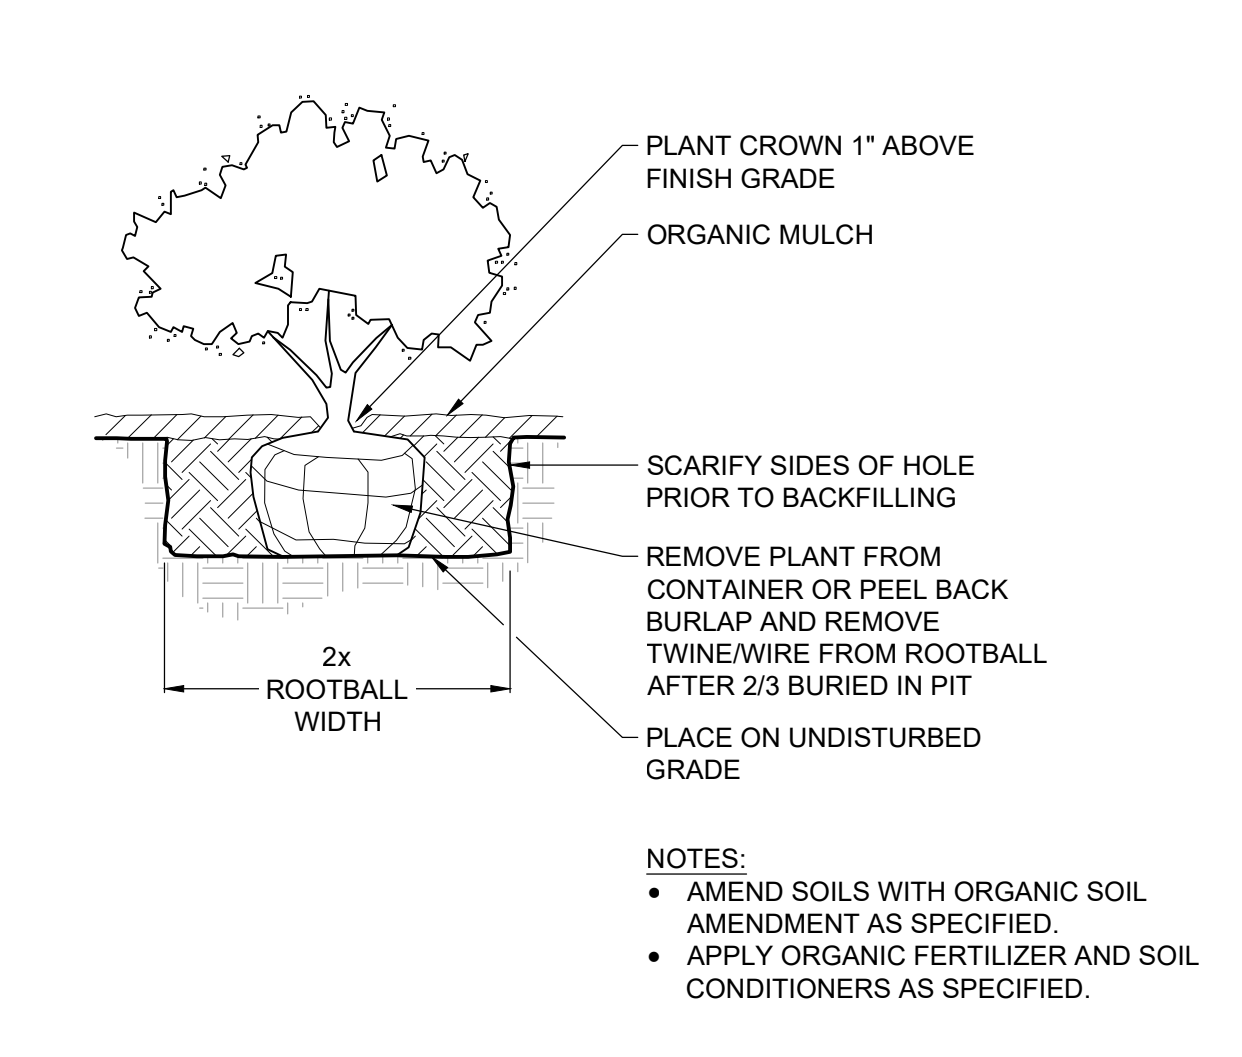 PLANT CROWN 1" ABOVE
FINISH GRADE
ORGANIC MULCH
SCARIFY SIDES OF HOLE
PRIOR TO BACKFILLING
REMOVE PLANT FROM
CONTAINER OR PEEL BACK
BURLAP AND REMOVE
TWINE/WIRE FROM ROOTBALL
AFTER 2/3 BURIED IN PIT
2x
ROOTBALL
WIDTH
PLACE ON UNDISTURBED
GRADE
NOTES:
• AMEND SOILS WITH ORGANIC SOIL
AMENDMENT AS SPECIFIED.
• APPLY ORGANIC FERTILIZER AND SOIL
CONDITIONERS AS SPECIFIED.